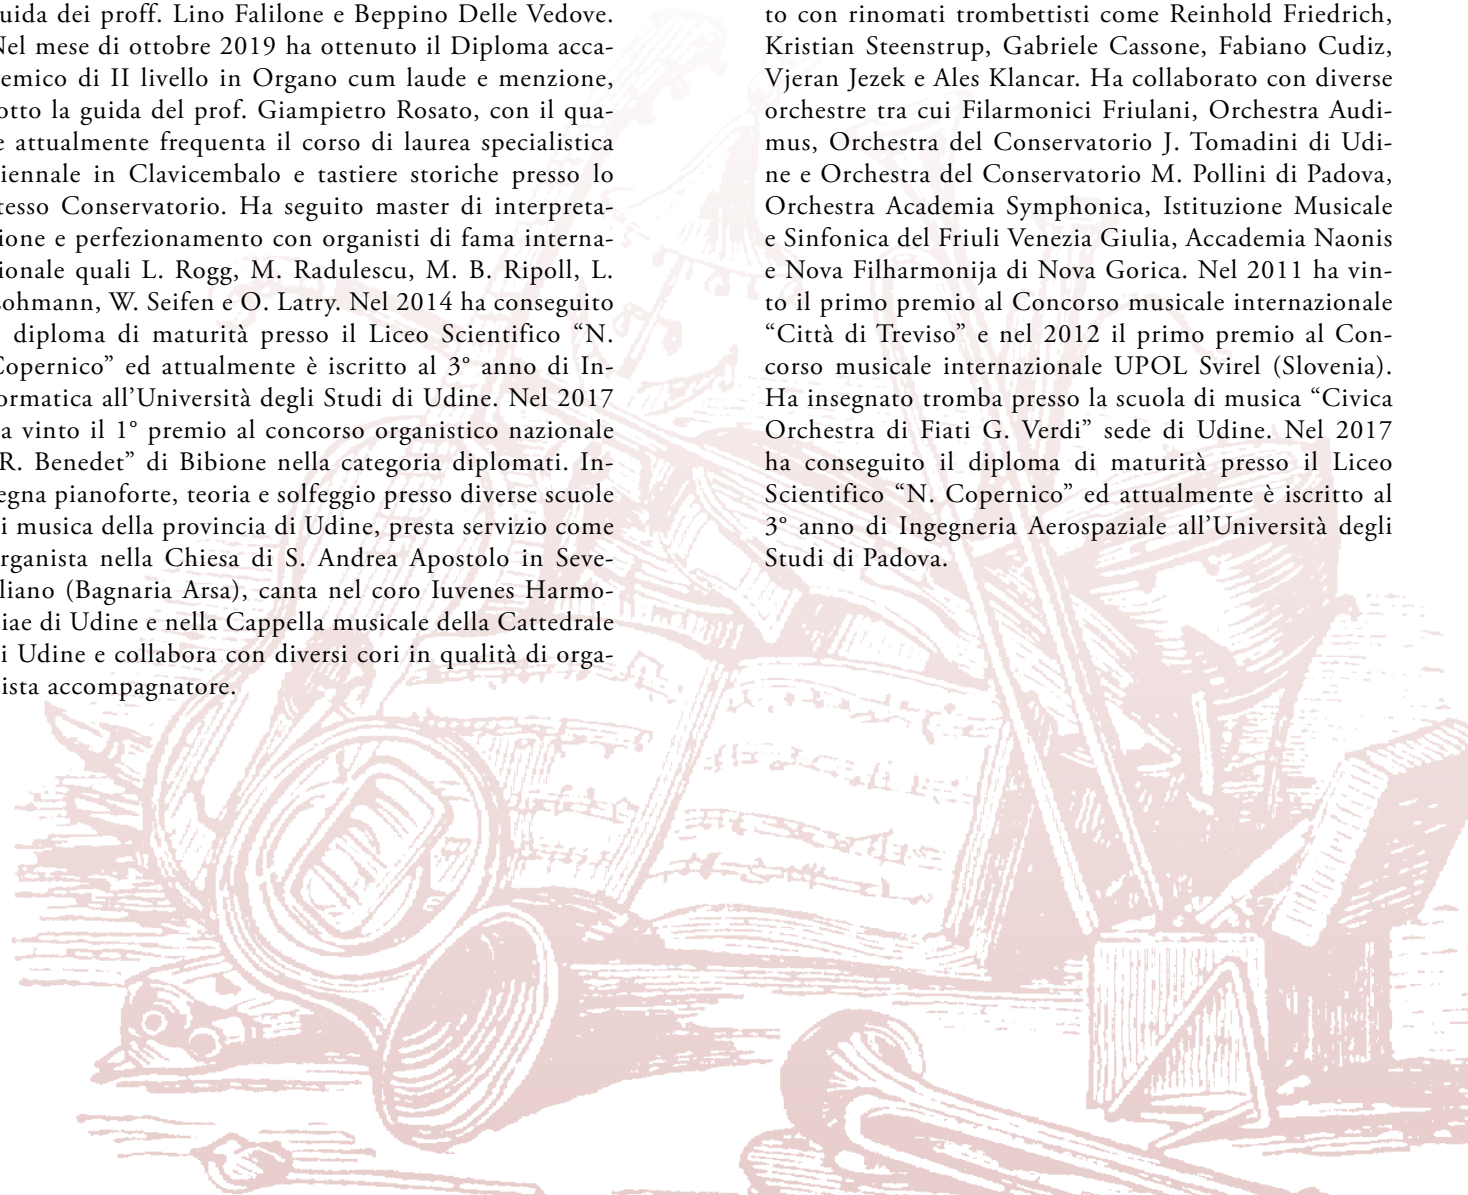 uida dei proff. Lino Falilone e Beppino Delle Vedove.
Nel mese di ottobre 2019 ha ottenuto il Diploma acca-
emico di II livello in Organo cum laude e menzione,
otto la guida del prof. Giampietro Rosato, con il qua-
e attualmente frequenta il corso di laurea specialistica
iennale in Clavicembalo e tastiere storiche presso lo
tesso Conservatorio. Ha seguito master di interpreta-
ione e perfezionamento con organisti di fama interna-
ionale quali L. Rogg, M. Radulescu, M. B. Ripoll, L.
Lohmann, W. Seifen e O. Latry. Nel 2014 ha conseguito
diploma di maturità presso il Liceo Scientifico “N.
Copernico” ed attualmente è iscritto al 3° anno di In-
ormatica all’Università degli Studi di Udine. Nel 2017
a vinto il 1° premio al concorso organistico nazionale
R. Benedet” di Bibione nella categoria diplomati. In-
egna pianoforte, teoria e solfeggio presso diverse scuole
i musica della provincia di Udine, presta servizio come
rganista nella Chiesa di S. Andrea Apostolo in Seve-
liano (Bagnaria Arsa), canta nel coro Iuvenes Harmo-
iae di Udine e nella Cappella musicale della Cattedrale
i Udine e collabora con diversi cori in qualità di orga-
ista accompagnatore.
to con rinomati trombettisti come Reinhold Friedrich,
Kristian Steenstrup, Gabriele Cassone, Fabiano Cudiz,
Vjeran Jezek e Ales Klancar. Ha collaborato con diverse
orchestre tra cui Filarmonici Friulani, Orchestra Audi-
mus, Orchestra del Conservatorio J. Tomadini di Udi-
ne e Orchestra del Conservatorio M. Pollini di Padova,
Orchestra Academia Symphonica, Istituzione Musicale
e Sinfonica del Friuli Venezia Giulia, Accademia Naonis
e Nova Filharmonija di Nova Gorica. Nel 2011 ha vin-
to il primo premio al Concorso musicale internazionale
“Città di Treviso” e nel 2012 il primo premio al Con-
corso musicale internazionale UPOL Svirel (Slovenia).
Ha insegnato tromba presso la scuola di musica “Civica
Orchestra di Fiati G. Verdi” sede di Udine. Nel 2017
ha conseguito il diploma di maturità presso il Liceo
Scientifico “N. Copernico” ed attualmente è iscritto al
3° anno di Ingegneria Aerospaziale all’Università degli
Studi di Padova.